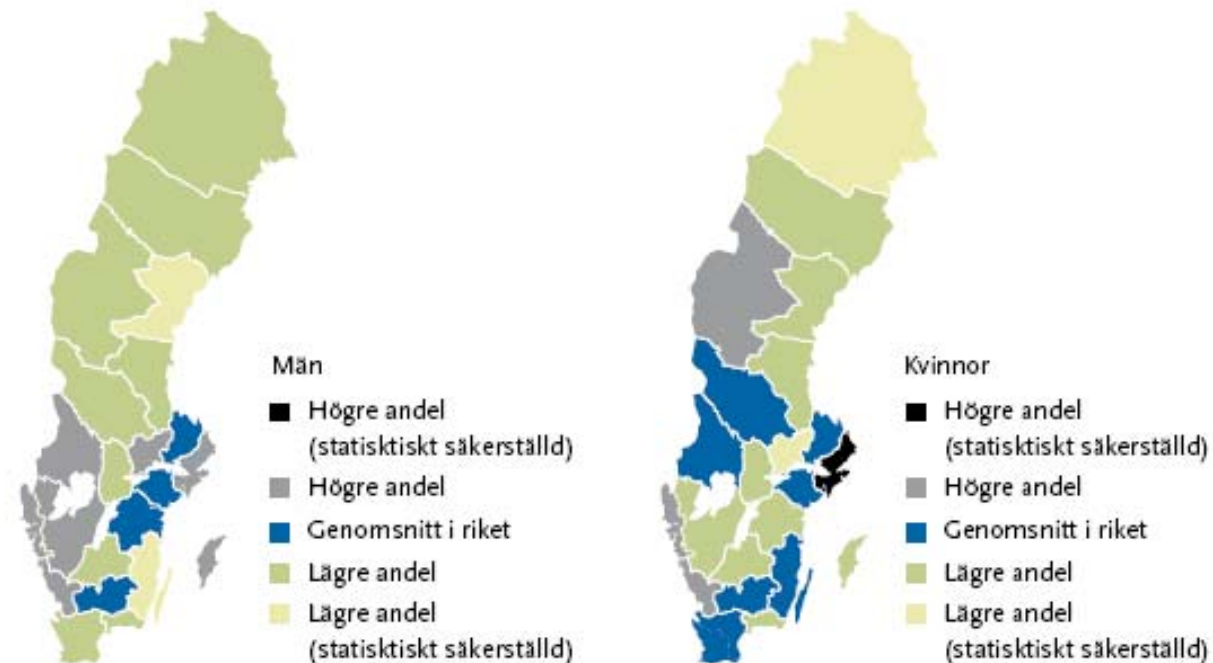 Män
Högre andel
(statisktiskt säkerställd)
Högre andel
Genomsnitt i riket
Lägre andel
Lägre andel
(statisktiskt säkerställd)
Kvinnor
Högre andel
(statisktiskt säkerställd)
Högre andel
Genomsnitt i riket
Lägre andel
Lägre andel
(statisktiskt säkerställd)